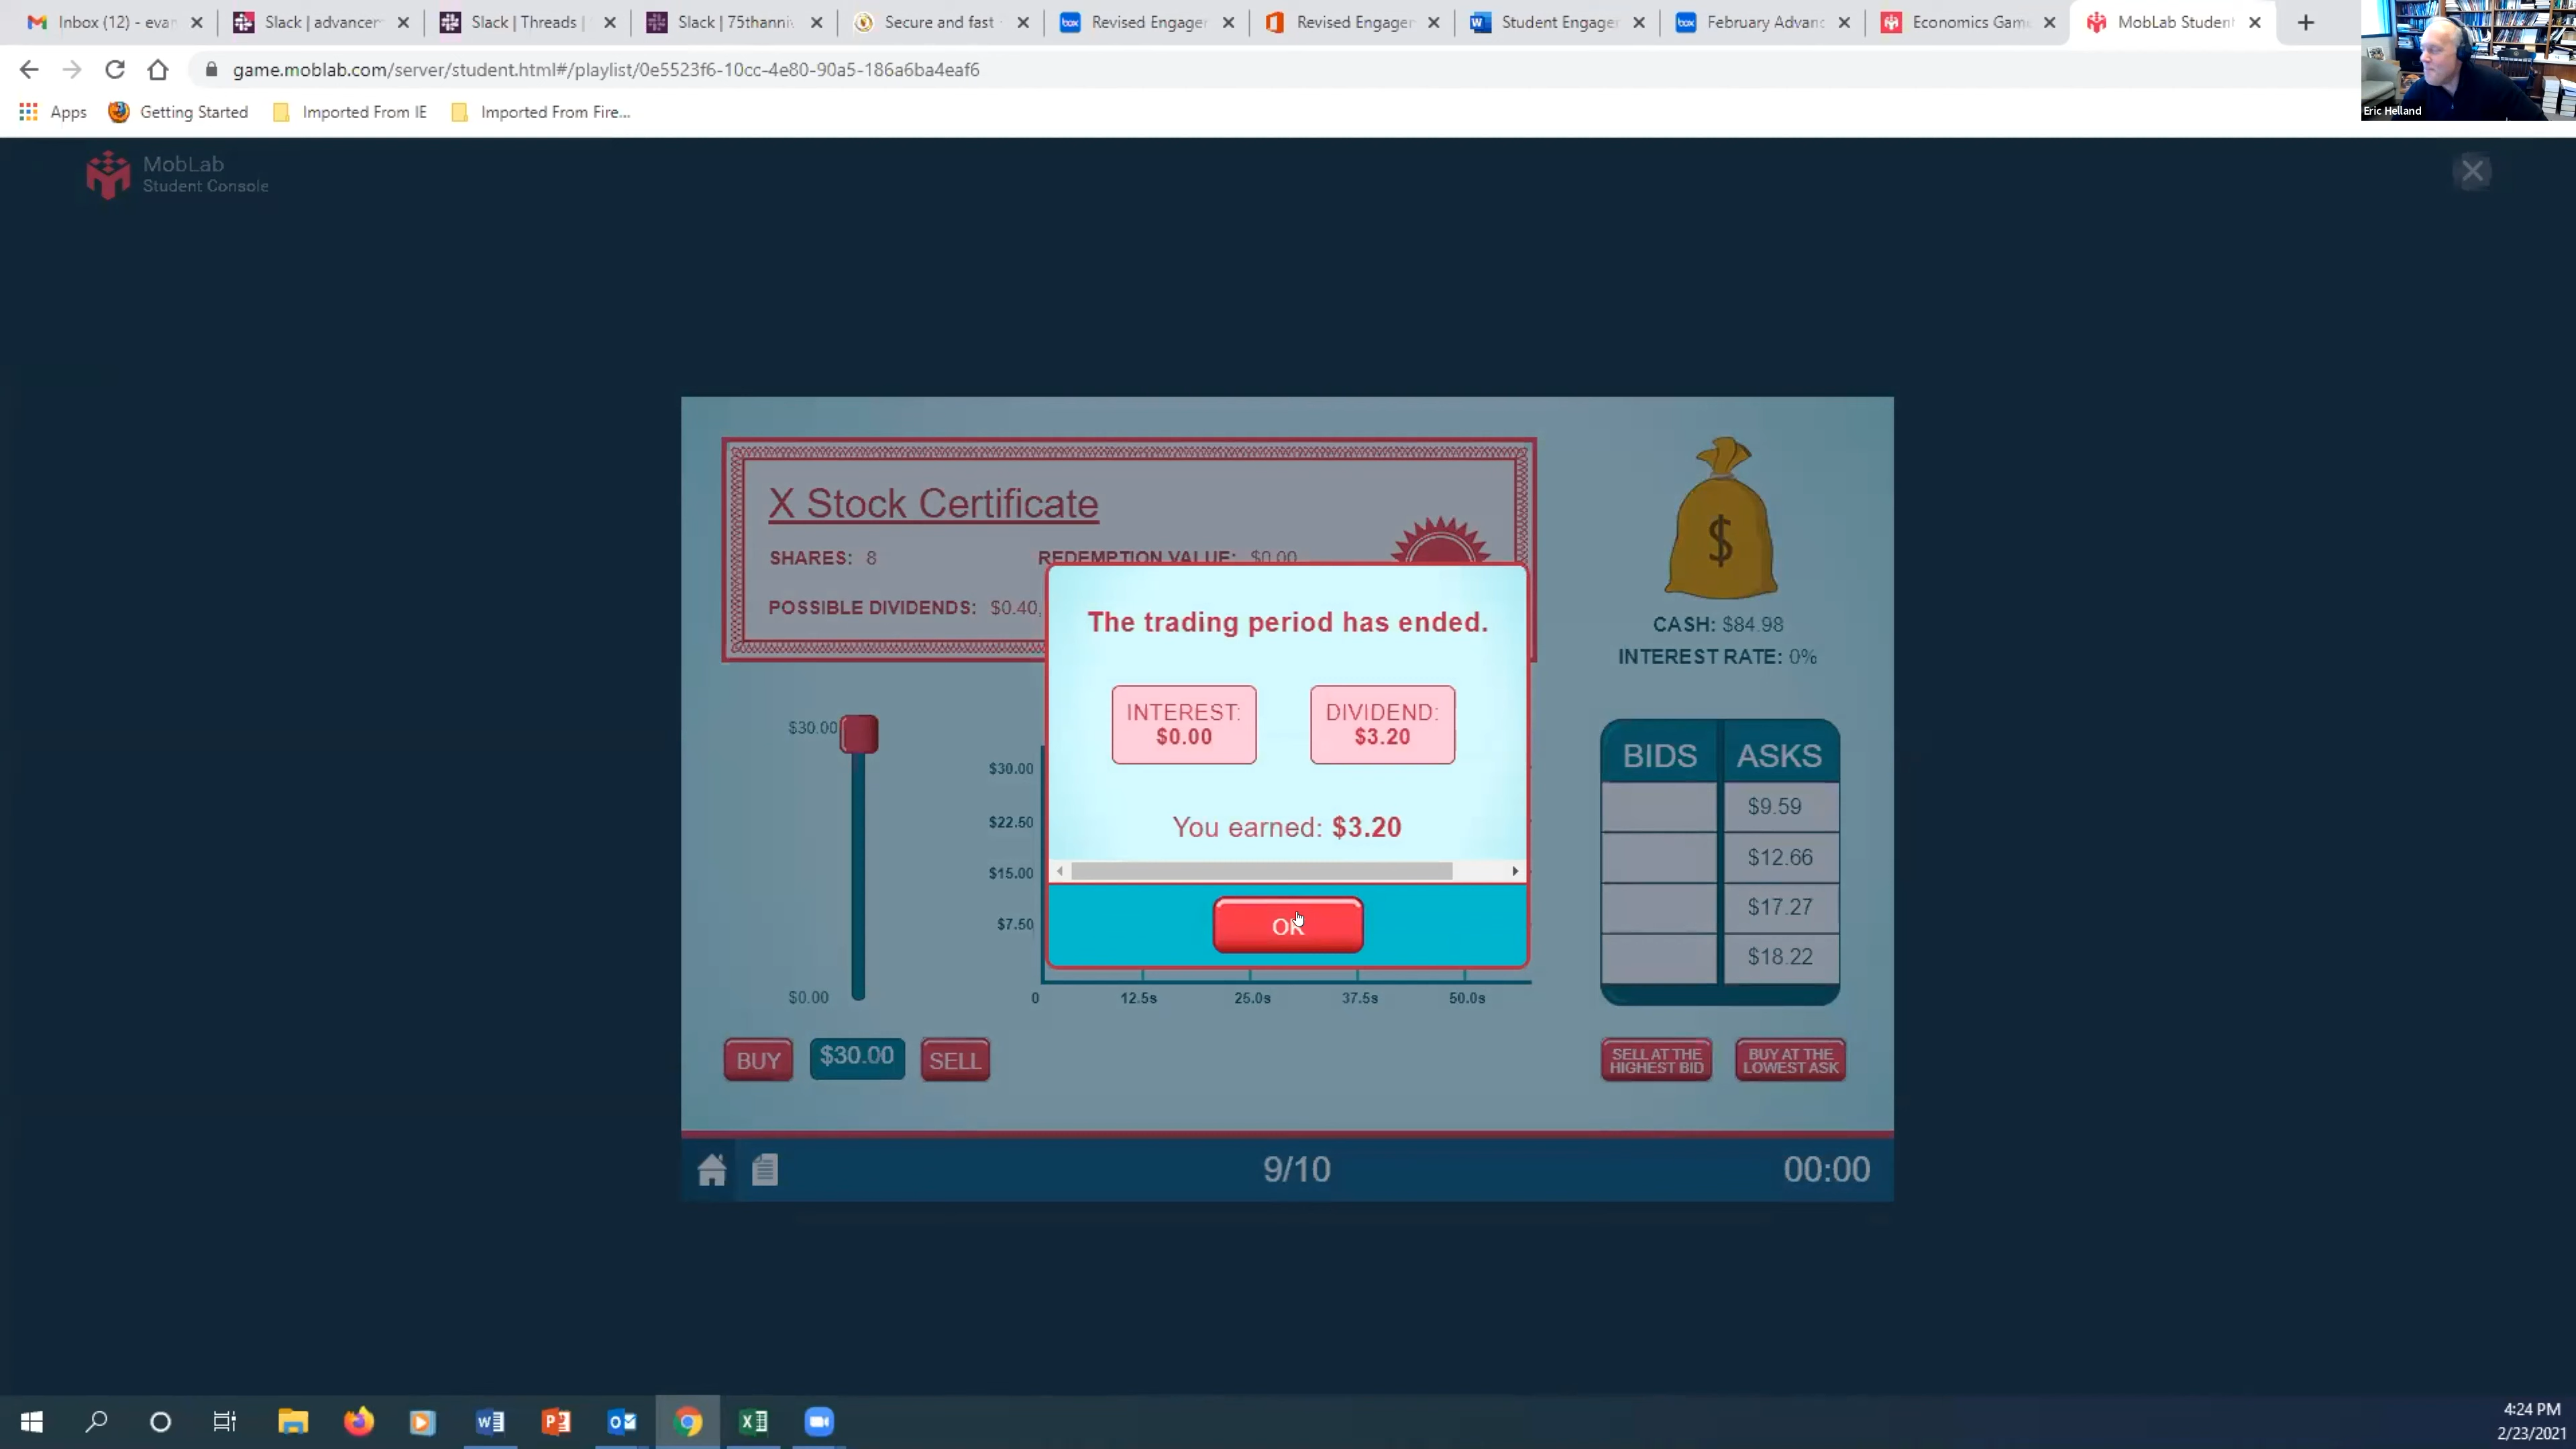 Inbox (12) - evan
Slack | advancem
Slack | Threads |
Slack | 75thanniv
Secure and fast -
Revised Engager
Revised Engager
Student Engager
February Advanc
Economics Game
MobLab Student
game.moblab.com/server/student.html#/playlist/0e5523f6-10cc-4e80-90a5-186a6ba4eaf6
Eric Helland
Apps
Getting Started
Imported From IE
Imported From Fire...
MobLab
Student Console
X Stock Certificate
SHARES: 8
REDEMPTION VALUE: $0.00
POSSIBLE DIVIDENDS: $0.40,
$
CASH: $84.98
INTEREST RATE: 0%
The trading period has ended.
INTEREST:
$0.00
DIVIDEND:
$3.20
You earned: $3.20
OK
$30.00
$0.00
$30.00
$22.50
$15.00
$7.50
0
12.5s
25.0s
37.5s
50.0s
BIDS
ASKS
$9.59
$12.66
$17.27
$18.22
BUY
$30.00
SELL
SELL AT THE
HIGHEST BID
BUY AT THE
LOWEST ASK
9/10
00:00
4:24 PM
2/23/2021